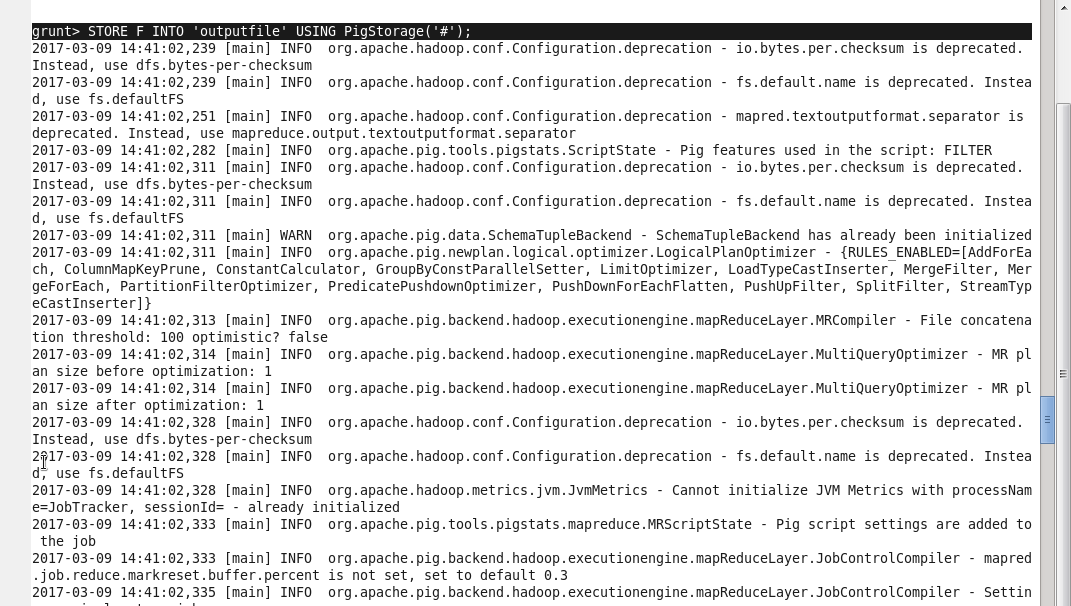 grunt> STORE F INTO 'outputfile' USING PigStorage('#');
2017-03-09 14:41:02,239 [main] INFO  org.apache.hadoop.conf.Configuration.deprecation - io.bytes.per.checksum is deprecated.
Instead, use dfs.bytes-per-checksum
2017-03-09 14:41:02,239 [main] INFO  org.apache.hadoop.conf.Configuration.deprecation - fs.default.name is deprecated. Instea
d, use fs.defaultFS
2017-03-09 14:41:02,251 [main] INFO  org.apache.hadoop.conf.Configuration.deprecation - mapred.textoutputformat.separator is
deprecated. Instead, use mapreduce.output.textoutputformat.separator
2017-03-09 14:41:02,282 [main] INFO  org.apache.pig.tools.pigstats.ScriptState - Pig features used in the script: FILTER
2017-03-09 14:41:02,311 [main] INFO  org.apache.hadoop.conf.Configuration.deprecation - io.bytes.per.checksum is deprecated.
Instead, use dfs.bytes-per-checksum
2017-03-09 14:41:02,311 [main] INFO  org.apache.hadoop.conf.Configuration.deprecation - fs.default.name is deprecated. Instea
d, use fs.defaultFS
2017-03-09 14:41:02,311 [main] WARN  org.apache.pig.data.SchemaTupleBackend - SchemaTupleBackend has already been initialized
2017-03-09 14:41:02,311 [main] INFO  org.apache.pig.newplan.logical.optimizer.LogicalPlanOptimizer - {RULES_ENABLED=[AddForEa
ch, ColumnMapKeyPrune, ConstantCalculator, GroupByConstParallelSetter, LimitOptimizer, LoadTypeCastInserter, MergeFilter, Mer
geForEach, PartitionFilterOptimizer, PredicatePushdownOptimizer, PushDownForEachFlatten, PushUpFilter, SplitFilter, StreamTyp
eCastInserter]}
2017-03-09 14:41:02,313 [main] INFO  org.apache.pig.backend.hadoop.executionengine.mapReduceLayer.MRCompiler - File concatena
tion threshold: 100 optimistic? false
2017-03-09 14:41:02,314 [main] INFO  org.apache.pig.backend.hadoop.executionengine.mapReduceLayer.MultiQueryOptimizer - MR pl
an size before optimization: 1
2017-03-09 14:41:02,314 [main] INFO  org.apache.pig.backend.hadoop.executionengine.mapReduceLayer.MultiQueryOptimizer - MR pl
an size after optimization: 1
2017-03-09 14:41:02,328 [main] INFO  org.apache.hadoop.conf.Configuration.deprecation - io.bytes.per.checksum is deprecated.
Instead, use dfs.bytes-per-checksum
2017-03-09 14:41:02,328 [main] INFO  org.apache.hadoop.conf.Configuration.deprecation - fs.default.name is deprecated. Instea
d, use fs.defaultFS
2017-03-09 14:41:02,328 [main] INFO  org.apache.hadoop.metrics.jvm.JvmMetrics - Cannot initialize JVM Metrics with processNam
e=JobTracker, sessionId= - already initialized
2017-03-09 14:41:02,333 [main] INFO  org.apache.pig.tools.pigstats.mapreduce.MRScriptState - Pig script settings are added to
 the job
2017-03-09 14:41:02,333 [main] INFO  org.apache.pig.backend.hadoop.executionengine.mapReduceLayer.JobControlCompiler - mapred
.job.reduce.markreset.buffer.percent is not set, set to default 0.3
2017-03-09 14:41:02,335 [main] INFO  org.apache.pig.backend.hadoop.executionengine.mapReduceLayer.JobControlCompiler - Settin